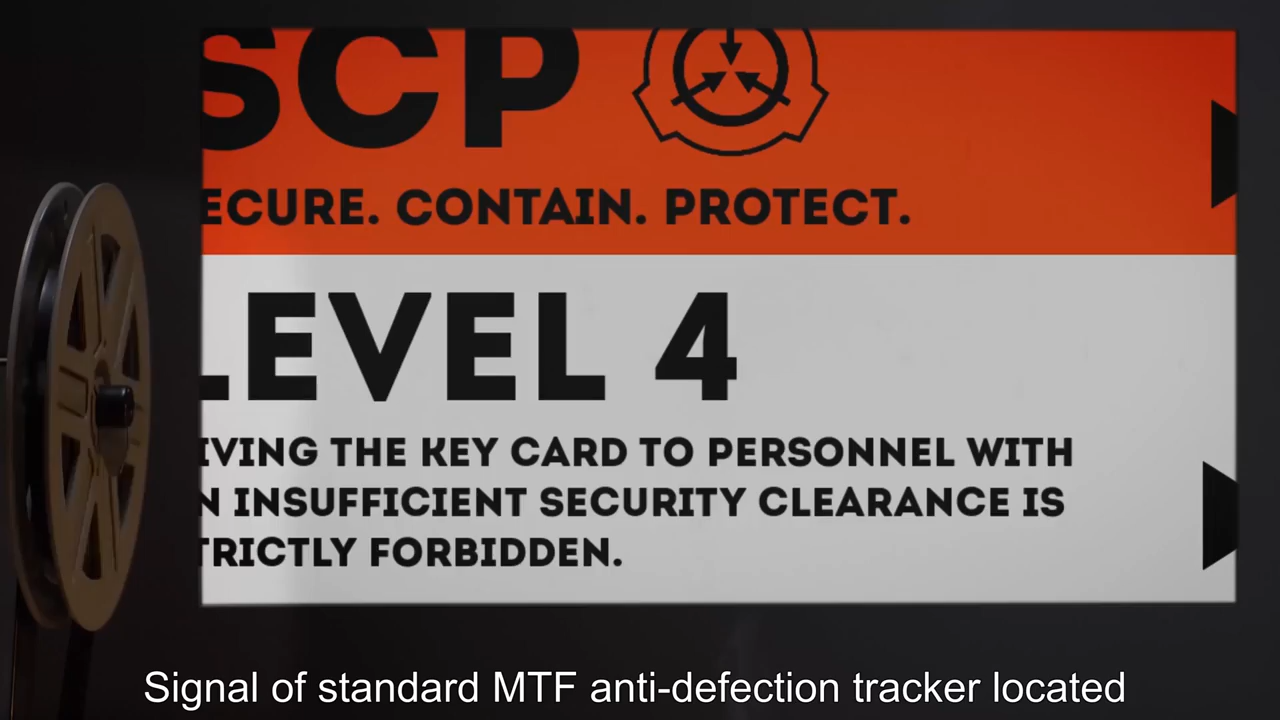 SCP
ECURE. CONTAIN. PROTECT.
LEVEL 4
IVING THE KEY CARD TO PERSONNEL WITH
N INSUFFICIENT SECURITY CLEARANCE IS
TRICTLY FORBIDDEN.
Signal of standard MTF anti-defection tracker located